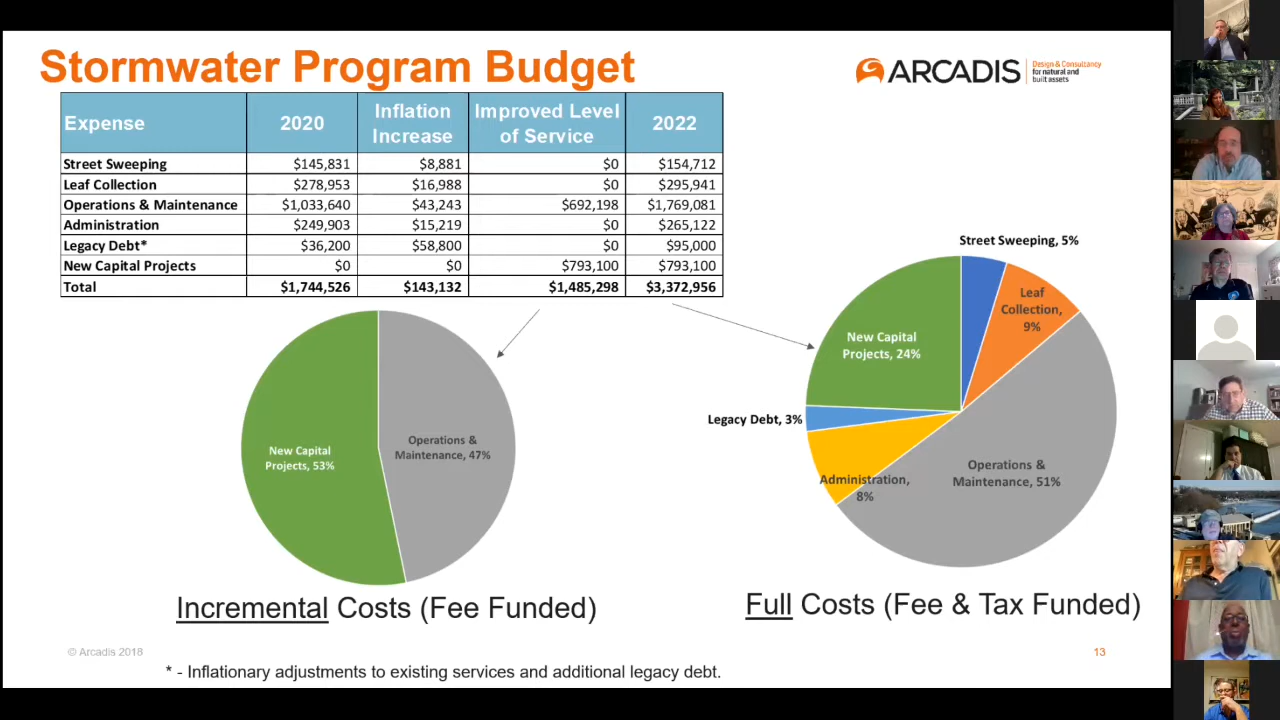 Stormwater Program Budget
ARCADIS Design & Consultancy
for natural and
built assets
Expense 2020 Inflation Increase Improved Level of Service 2022
Street Sweeping $145,831 $8,881 $0 $154,712
Leaf Collection $278,953 $16,988 $0 $295,941
Operations & Maintenance $1,033,640 $43,243 $692,198 $1,769,081
Administration $249,903 $15,219 $0 $265,122
Legacy Debt* $36,200 $58,800 $0 $95,000
New Capital Projects $0 $0 $793,100 $793,100
Total $1,744,526 $143,132 $1,485,298 $3,372,956
New Capital
Projects, 53%
Operations &
Maintenance, 47%
Incremental Costs (Fee Funded)
Street Sweeping, 5%
Leaf
Collection,
9%
New Capital
Projects, 24%
Legacy Debt, 3%
Administration,
8%
Operations &
Maintenance, 51%
Full Costs (Fee & Tax Funded)
© Arcadis 2018
13
* - Inflationary adjustments to existing services and additional legacy debt.